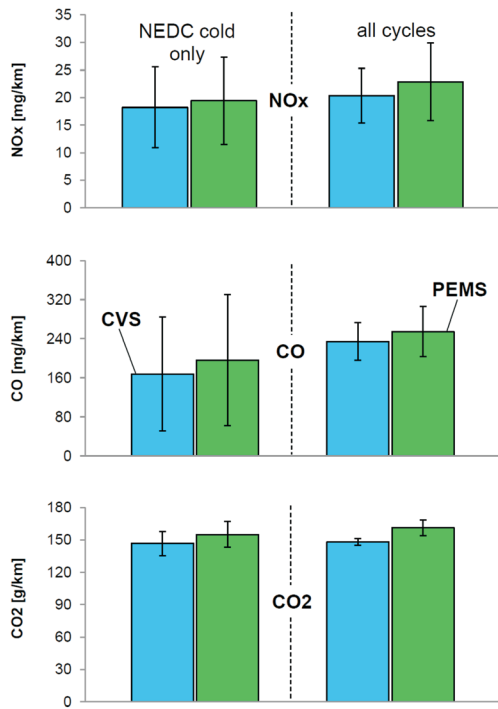 NEDC cold only
all cycles
NOx [mg/km]
35
30
25
20
15
10
5
0
NOx
CO [mg/km]
400
320
240
160
80
0
CVS
CO
PEMS
CO2 [g/km]
180
150
120
90
60
30
0
CO2